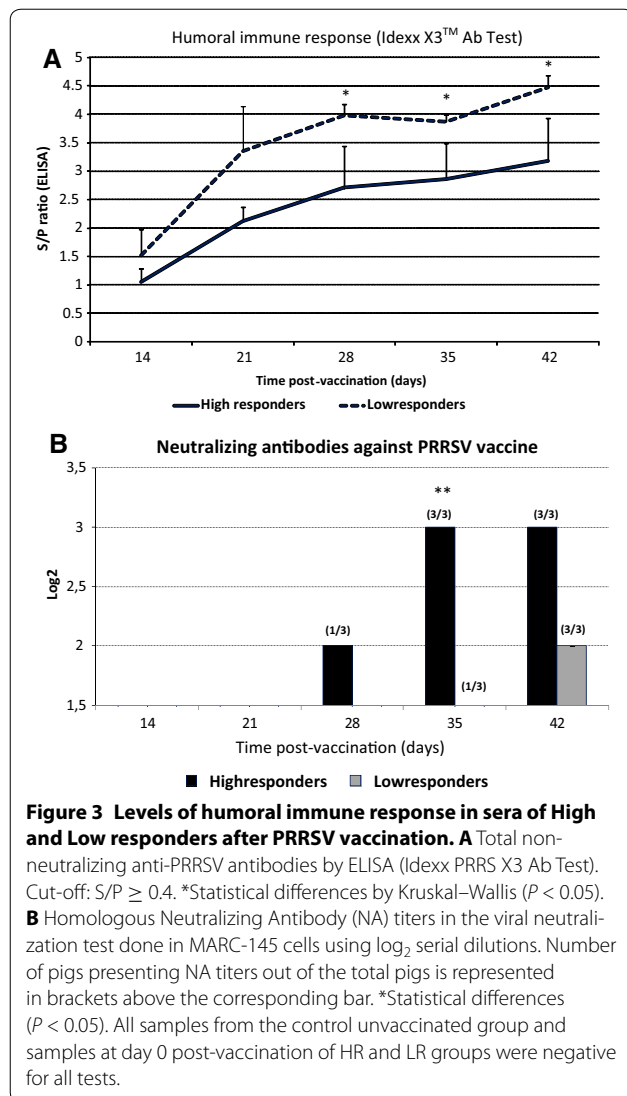 A
Humoral immune response (Idexx X3™ Ab Test)
5
4.5
4
3.5
3
2.5
2
1.5
1
0.5
0
S/P ratio (ELISA)
* * *
14 21 28 35 42
Time post-vaccination (days)
High responders Lowresponders
B
Neutralizing antibodies against PRRSV vaccine
3,5
3
2,5
2
1,5
Log2
**
(3/3) (3/3)
(1/3) (3/3)
(1/3)
14 21 28 35 42
Time post-vaccination (days)
Highresponders Lowresponders
Figure 3 Levels of humoral immune response in sera of High
and Low responders after PRRSV vaccination. A Total non-
neutralizing anti-PRRSV antibodies by ELISA (Idexx PRRS X3 Ab Test).
Cut-off: S/P ≥ 0.4. *Statistical differences by Kruskal–Wallis (P < 0.05).
B Homologous Neutralizing Antibody (NA) titers in the viral neutrali-
zation test done in MARC-145 cells using log₂ serial dilutions. Number
of pigs presenting NA titers out of the total pigs is represented
in brackets above the corresponding bar. *Statistical differences
(P < 0.05). All samples from the control unvaccinated group and
samples at day 0 post-vaccination of HR and LR groups were negative
for all tests.